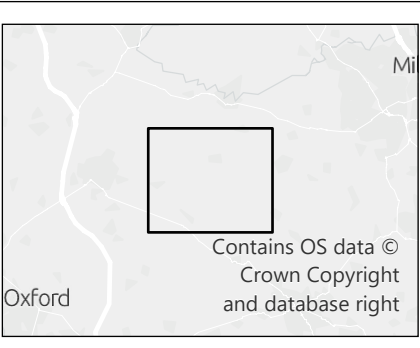 Mi
Contains OS data ©
Crown Copyright
and database right
Oxford